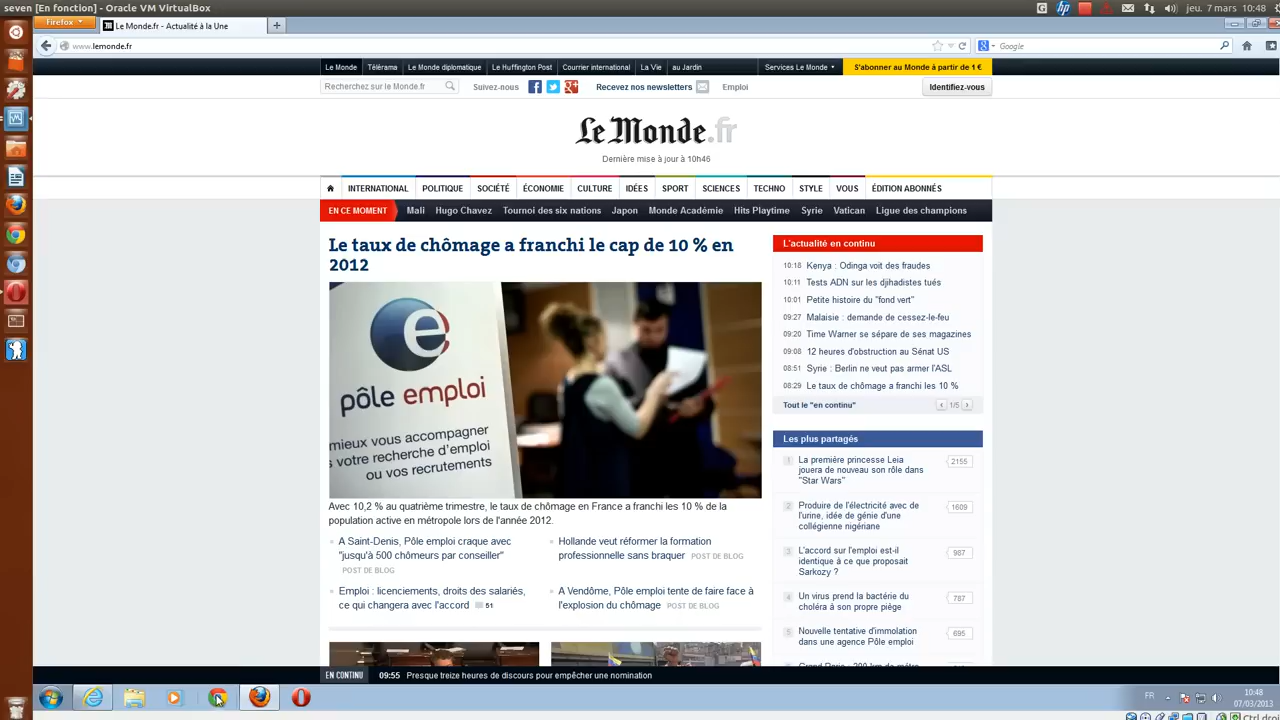 seven [En fonction] - Oracle VM VirtualBox
jeu. 7 mars 10:48
Firefox
Le Monde.fr - Actualité à la Une
www.lemonde.fr
Google
Le Monde
Télérama
Le Monde diplomatique
Le Huffington Post
Courrier international
La Vie
au Jardin
Services Le Monde
S'abonner au Monde à partir de 1 €
Recherchez sur le Monde.fr
Suivez-nous
Recevez nos newsletters
Emploi
Identifiez-vous
Le Monde.fr
Dernière mise à jour à 10h46
INTERNATIONAL
POLITIQUE
SOCIÉTÉ
ÉCONOMIE
CULTURE
IDÉES
SPORT
SCIENCES
TECHNO
STYLE
VOUS
ÉDITION ABONNÉS
EN CE MOMENT
Mali
Hugo Chavez
Tournoi des six nations
Japon
Monde Académie
Hits Playtime
Syrie
Vatican
Ligue des champions
Le taux de chômage a franchi le cap de 10 % en
2012
e
pôle emploi
mieux vous accompagner
votre recherche d'emploi
ou vos recrutements
Avec 10,2 % au quatrième trimestre, le taux de chômage en France a franchi les 10 % de la
population active en métropole lors de l'année 2012.
A Saint-Denis, Pôle emploi craque avec
"jusqu'à 500 chômeurs par conseiller"
POST DE BLOG
Hollande veut réformer la formation
professionnelle sans braquer POST DE BLOG
Emploi : licenciements, droits des salariés,
ce qui changera avec l'accord 51
A Vendôme, Pôle emploi tente de faire face à
l'explosion du chômage POST DE BLOG
L'actualité en continu
10:18 Kenya : Odinga voit des fraudes
10:11 Tests ADN sur les djihadistes tués
10:01 Petite histoire du "fond vert"
09:27 Malaisie : demande de cessez-le-feu
09:20 Time Warner se sépare de ses magazines
09:08 12 heures d'obstruction au Sénat US
08:51 Syrie : Berlin ne veut pas armer l'ASL
08:29 Le taux de chômage a franchi les 10 %
Tout le "en continu"
1/5
Les plus partagés
1 La première princesse Leia
jouera de nouveau son rôle dans
"Star Wars"
2155
2 Produire de l'électricité avec de
l'urine, idée de génie d'une
collégienne nigériane
1609
3 L'accord sur l'emploi est-il
identique à ce que proposait
Sarkozy ?
987
4 Un virus prend la bactérie du
choléra à son propre piège
787
5 Nouvelle tentative d'immolation
dans une agence Pôle emploi
695
EN CONTINU
09:55 Presque treize heures de discours pour empêcher une nomination
FR
10:48
07/03/2013